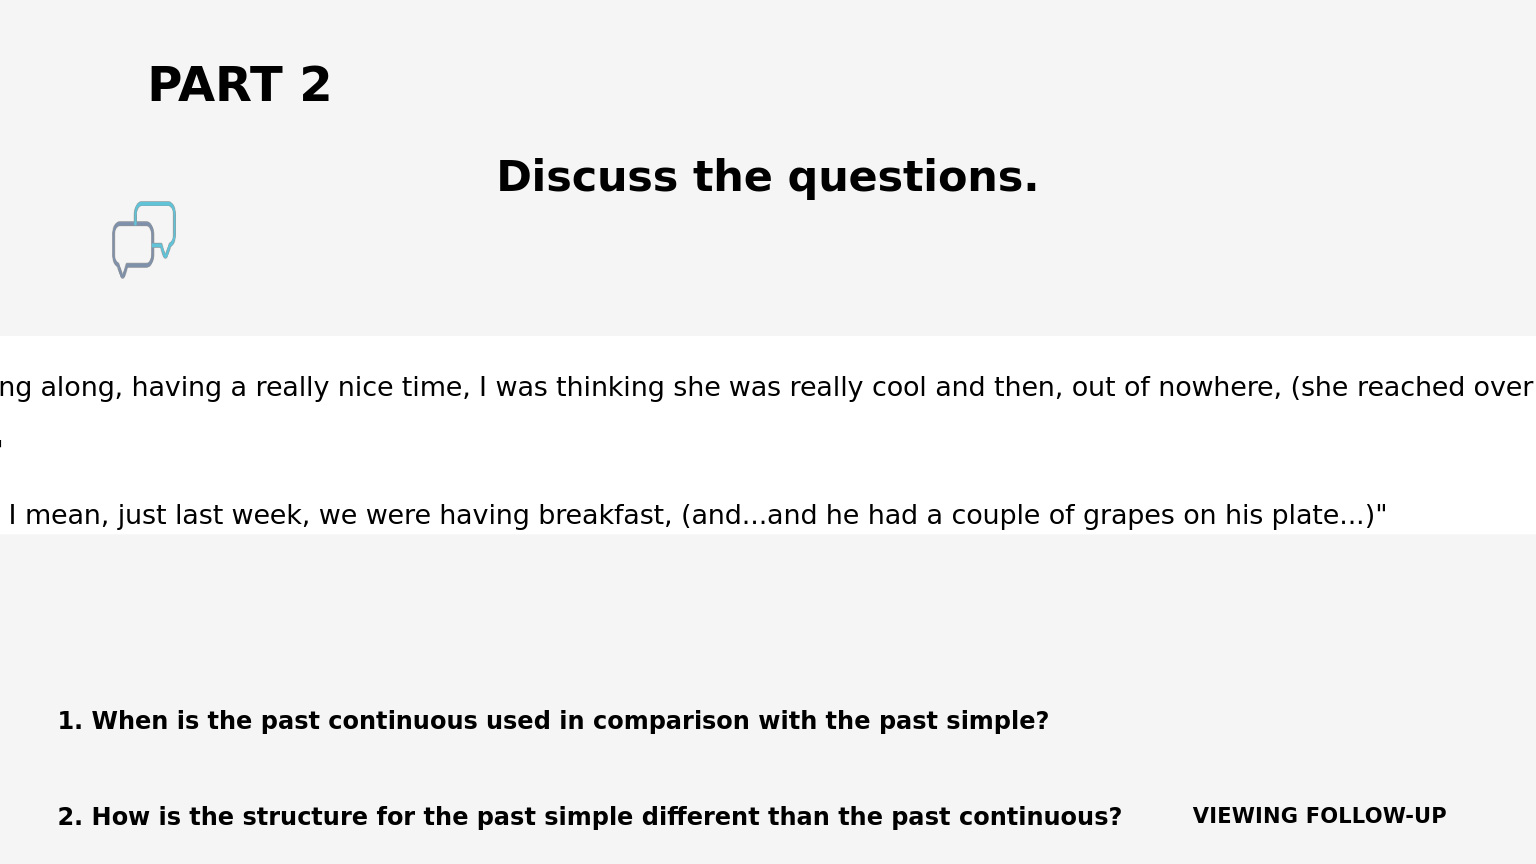 PART 2
Discuss the questions.
ng along, having a really nice time, I was thinking she was really cool and then, out of nowhere, (she reached over
I mean, just last week, we were having breakfast, (and...and he had a couple of grapes on his plate...)"
1. When is the past continuous used in comparison with the past simple?
2. How is the structure for the past simple different than the past continuous?
VIEWING FOLLOW-UP